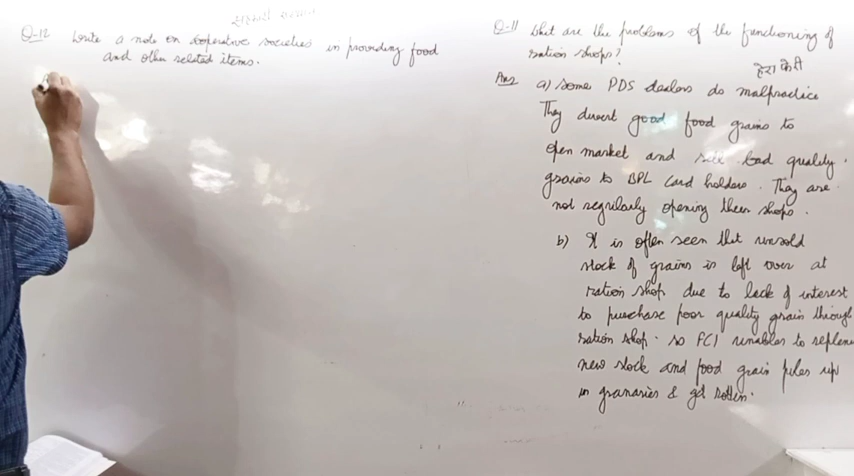 Q-12 Write a note on cooperative societies in providing food
and other related items.
Q-11 What are the problems of the functioning of
ration shops?
हेरा फेरी
Ans a) Some PDS dealers do malpractice
They divert good food grains to
open market and sell bad quality
grains to BPL Card holders. They are
not regularly opening their shops.
b) It is often seen that unsold
stock of grains is left over at
ration shop due to lack of interest
to purchase poor quality grain through
ration shop. so FCI unables to
new stock and food grain piles up
in granaries & get rotten.